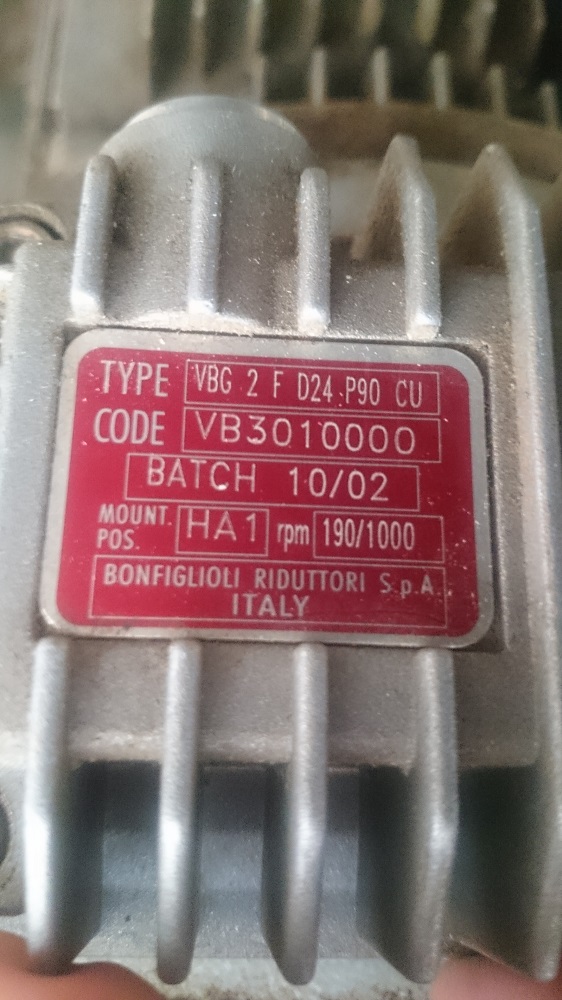 TYPE VBG 2 F D24 P90 CU
CODE VB3010000
BATCH 10/02
MOUNT. POS. HA1 rpm 190/1000
BONFIGLIOLI RIDUTTORI S.p.A.
ITALY